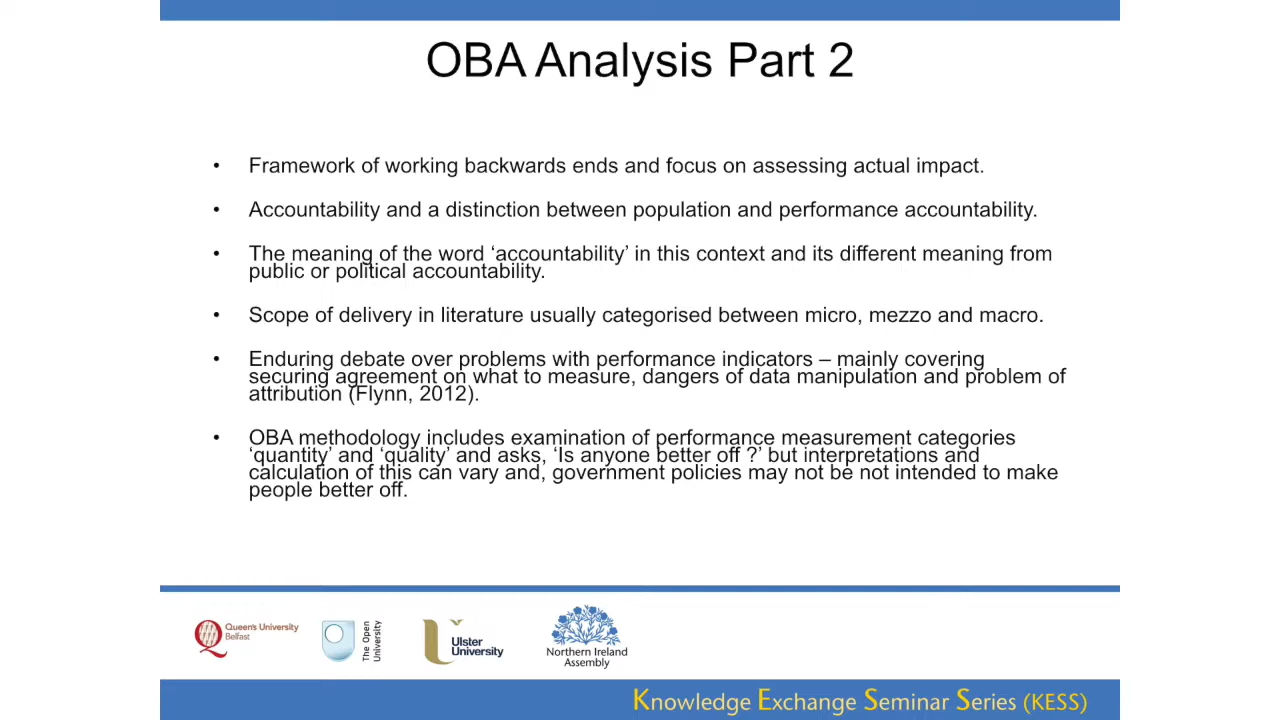 OBA Analysis Part 2
• Framework of working backwards ends and focus on assessing actual impact.
• Accountability and a distinction between population and performance accountability.
• The meaning of the word ‘accountability’ in this context and its different meaning from
public or political accountability.
• Scope of delivery in literature usually categorised between micro, mezzo and macro.
• Enduring debate over problems with performance indicators – mainly covering
securing agreement on what to measure, dangers of data manipulation and problem of
attribution (Flynn, 2012).
• OBA methodology includes examination of performance measurement categories
‘quantity’ and ‘quality’ and asks, ‘Is anyone better off ?’ but interpretations and
calculation of this can vary and, government policies may not be not intended to make
people better off.
Queen's University
Belfast
The Open
University
Ulster
University
Northern Ireland
Assembly
Knowledge Exchange Seminar Series (KESS)